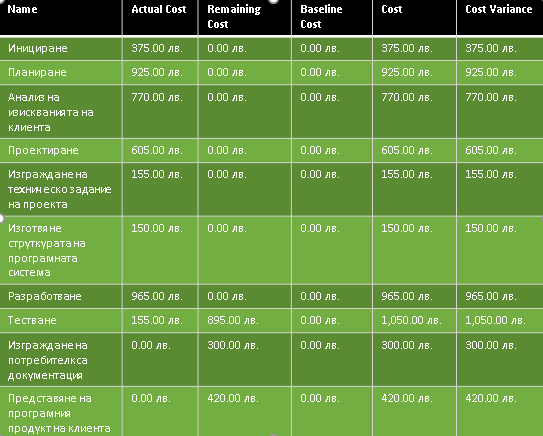 Name Actual Cost Remaining Cost Baseline Cost Cost Cost Variance
Инициране 375.00 лв. 0.00 лв. 0.00 лв. 375.00 лв. 375.00 лв.
Планиране 925.00 лв. 0.00 лв. 0.00 лв. 925.00 лв. 925.00 лв.
Анализ на 770.00 лв. 0.00 лв. 0.00 лв. 770.00 лв. 770.00 лв.
изискванията на
клиента
Проектиране 605.00 лв. 0.00 лв. 0.00 лв. 605.00 лв. 605.00 лв.
Изграждане на 155.00 лв. 0.00 лв. 0.00 лв. 155.00 лв. 155.00 лв.
техническо задание
на проекта
Изготвяне 150.00 лв. 0.00 лв. 0.00 лв. 150.00 лв. 150.00 лв.
струткурата на
програмната
система
Разработване 965.00 лв. 0.00 лв. 0.00 лв. 965.00 лв. 965.00 лв.
Тестване 155.00 лв. 895.00 лв. 0.00 лв. 1,050.00 лв. 1,050.00 лв.
Изграждане на 0.00 лв. 300.00 лв. 0.00 лв. 300.00 лв. 300.00 лв.
потребителкса
документация
Представяне на 0.00 лв. 420.00 лв. 0.00 лв. 420.00 лв. 420.00 лв.
програмния
продукт на клиента